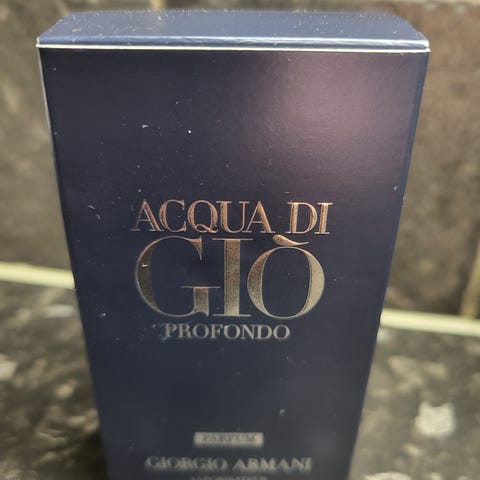 ACQUA DI
GIÒ
PROFONDO
PARFUM
GIORGIO ARMANI